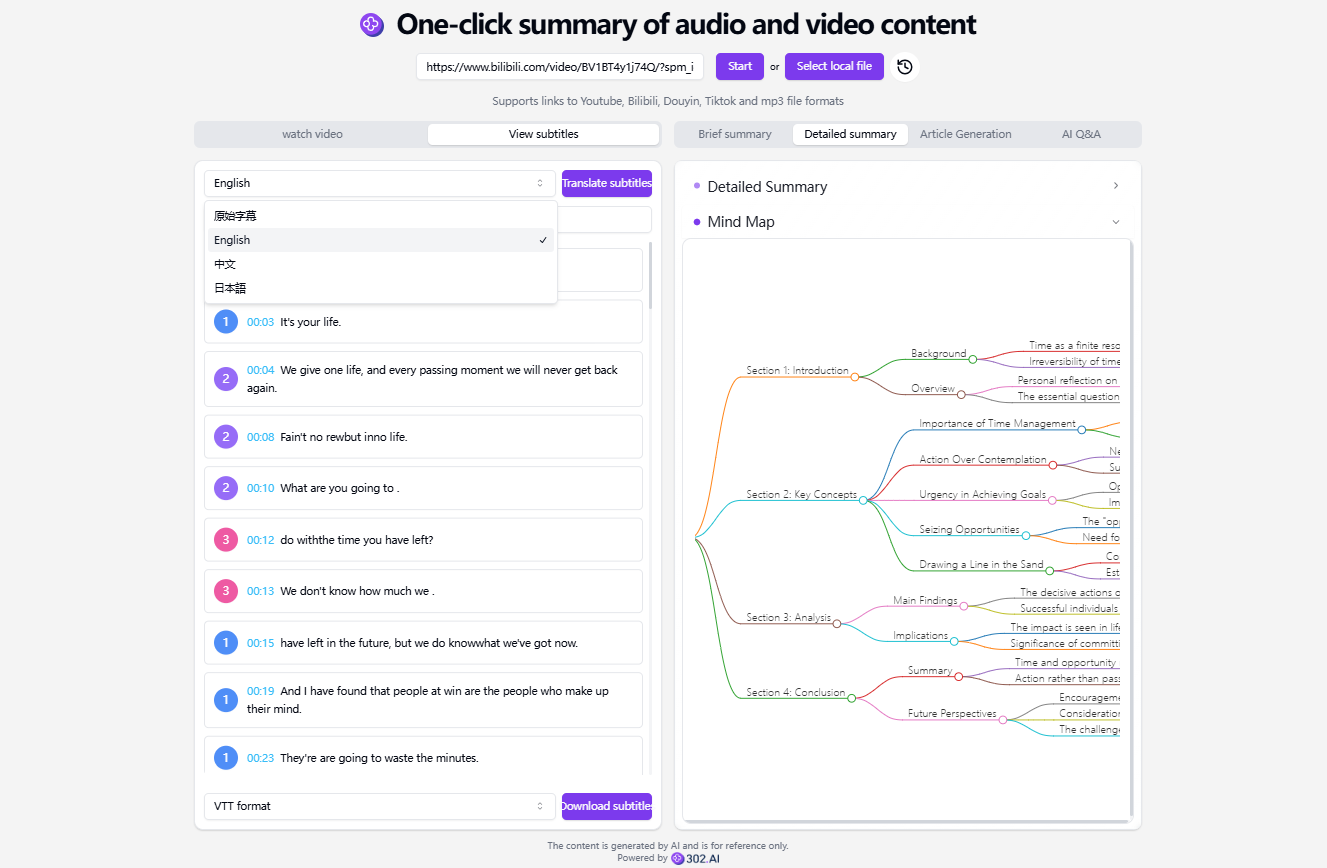 One-click summary of audio and video content
https://www.bilibili.com/video/BV1BT4y1j74Q/?spm_i
Start
or
Select local file
Supports links to Youtube, Bilibili, Douyin, Tiktok and mp3 file formats
watch video
View subtitles
Brief summary
Detailed summary
Article Generation
AI Q&A
English
Translate subtitles
原始字幕
English
中文
日本語
1 00:03 It's your life.
2 00:04 We give one life, and every passing moment we will never get back
again.
2 00:08 Fain't no rewbut inno life.
2 00:10 What are you going to .
3 00:12 do withthe time you have left?
3 00:13 We don't know how much we .
1 00:15 have left in the future, but we do knowwhat we've got now.
1 00:19 And I have found that people at win are the people who make up
their mind.
1 00:23 They're are going to waste the minutes.
VTT format
Download subtitles
Detailed Summary
Mind Map
Section 1: Introduction
Background
Time as a finite reso
Irreversibility of time
Overview
Personal reflection on
The essential question
Section 2: Key Concepts
Importance of Time Management
Action Over Contemplation
Ne
Su
Urgency in Achieving Goals
Op
Im
Seizing Opportunities
The "opp
Need fo
Drawing a Line in the Sand
Co
Est
Section 3: Analysis
Main Findings
The decisive actions o
Successful individuals
Implications
The impact is seen in life
Significance of committi
Section 4: Conclusion
Summary
Time and opportunity
Action rather than pass
Future Perspectives
Encourageme
Consideration
The challenge
The content is generated by AI and is for reference only.
Powered by 302.AI